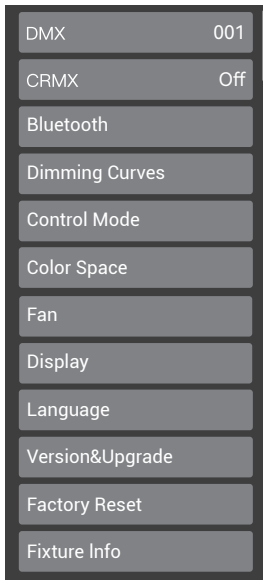 DMX 001
CRMX Off
Bluetooth
Dimming Curves
Control Mode
Color Space
Fan
Display
Language
Version&Upgrade
Factory Reset
Fixture Info